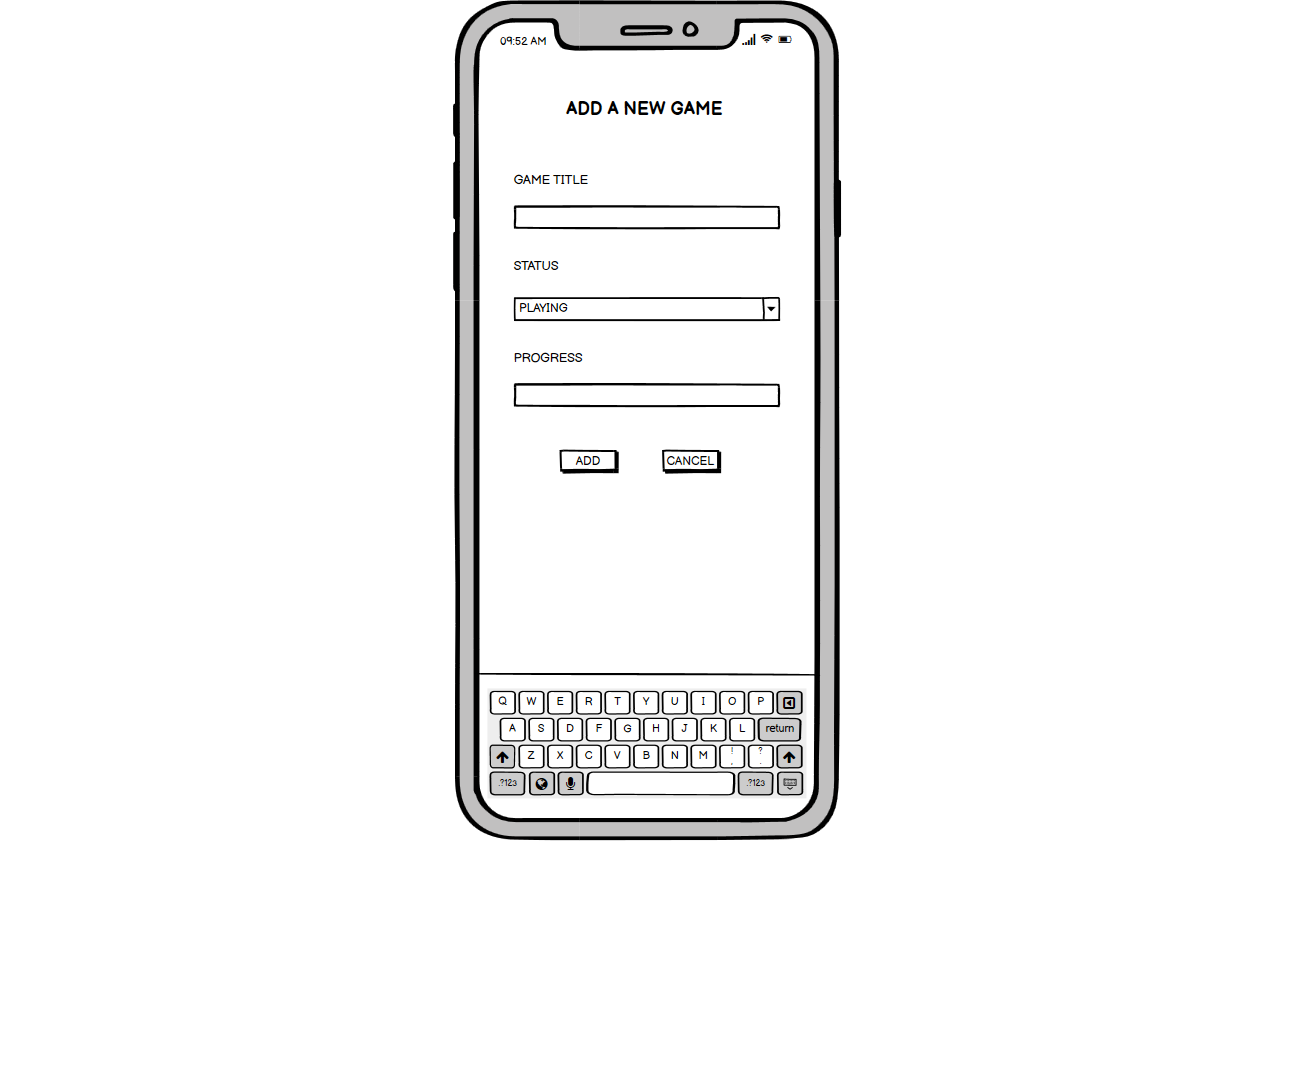 09:52 AM
ADD A NEW GAME
GAME TITLE
STATUS
PLAYING
PROGRESS
ADD CANCEL
Q W E R T Y U I O P
A S D F G H J K L return
Z X C V B N M ! , ? .
.?123 .?123